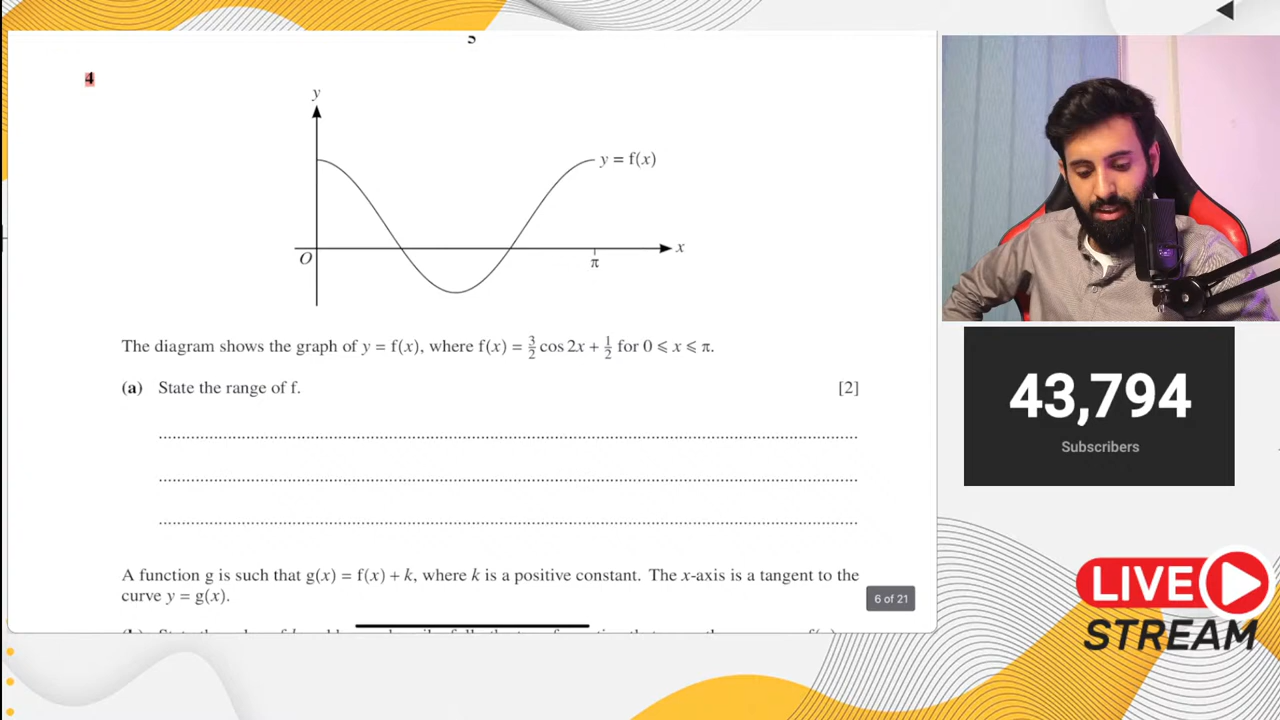 4
y
y = f(x)
O
π
x
The diagram shows the graph of y = f(x), where f(x) = 3/2 cos 2x + 1/2 for 0 ⩽ x ⩽ π.
(a) State the range of f. [2]
A function g is such that g(x) = f(x) + k, where k is a positive constant. The x-axis is a tangent to the
curve y = g(x).
6 of 21
43,794
Subscribers
LIVE
STREAM